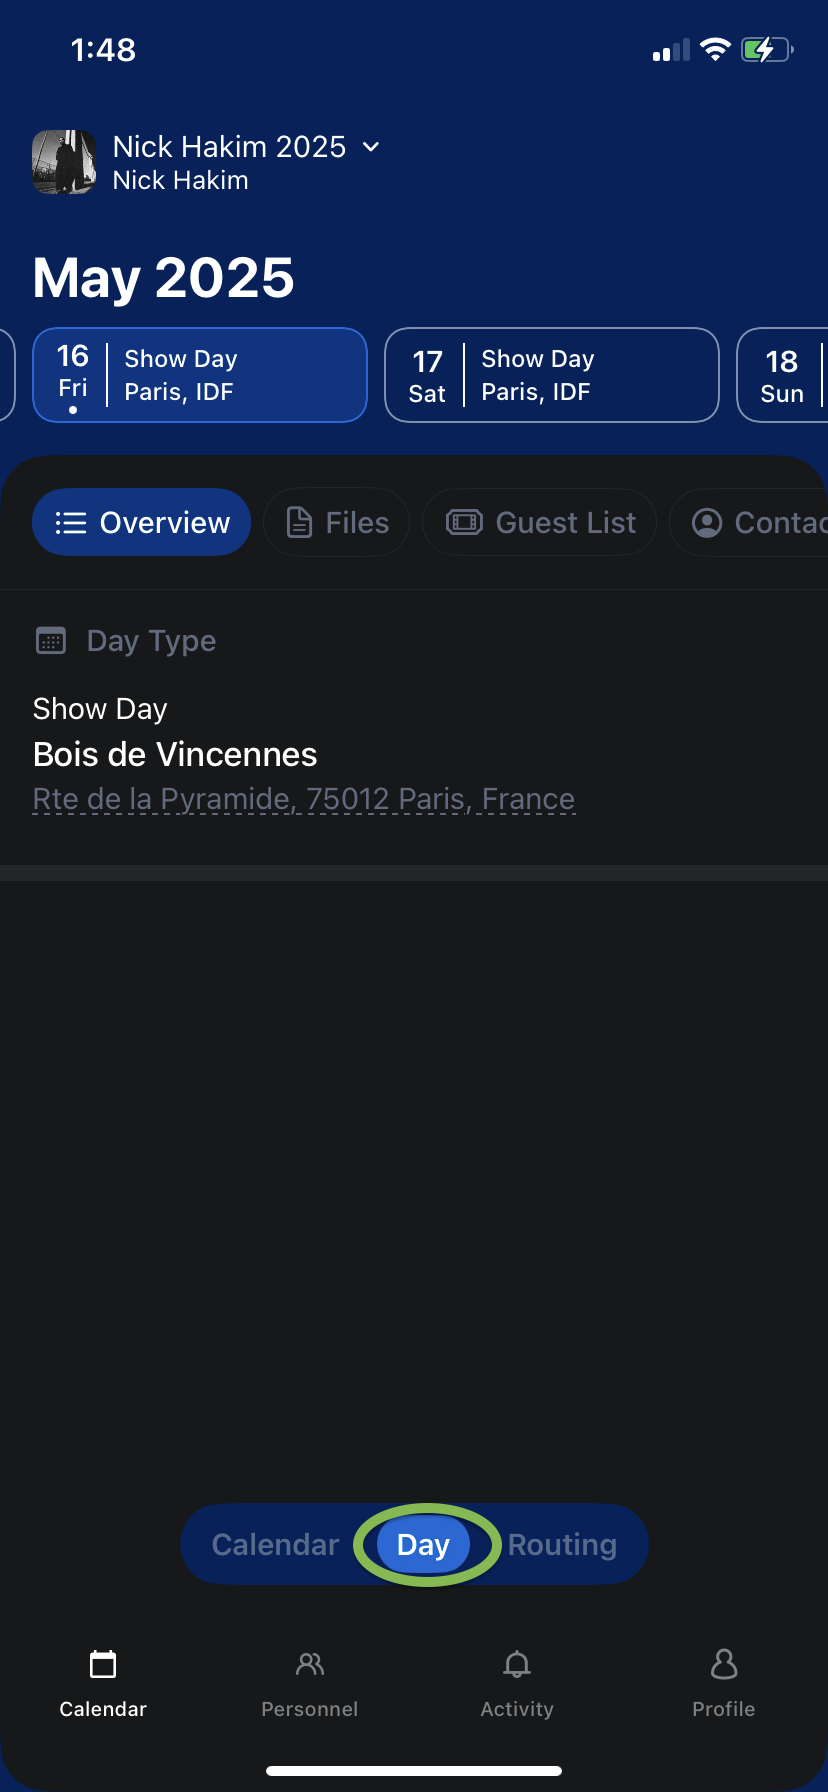 1:48
Nick Hakim 2025
Nick Hakim
May 2025
16
Fri
Show Day
Paris, IDF
17
Sat
Show Day
Paris, IDF
18
Sun
Overview
Files
Guest List
Contac
Day Type
Show Day
Bois de Vincennes
Rte de la Pyramide, 75012 Paris, France
Calendar
Day
Routing
Calendar
Personnel
Activity
Profile